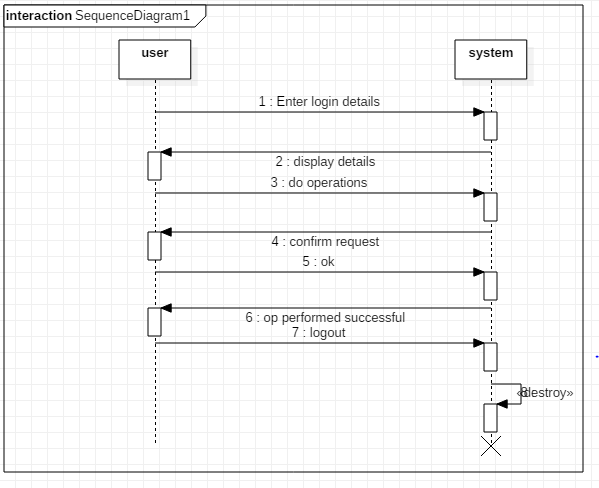 interaction SequenceDiagram1
user
system
1 : Enter login details
2 : display details
3 : do operations
4 : confirm request
5 : ok
6 : op performed successful
7 : logout
8 : «destroy»